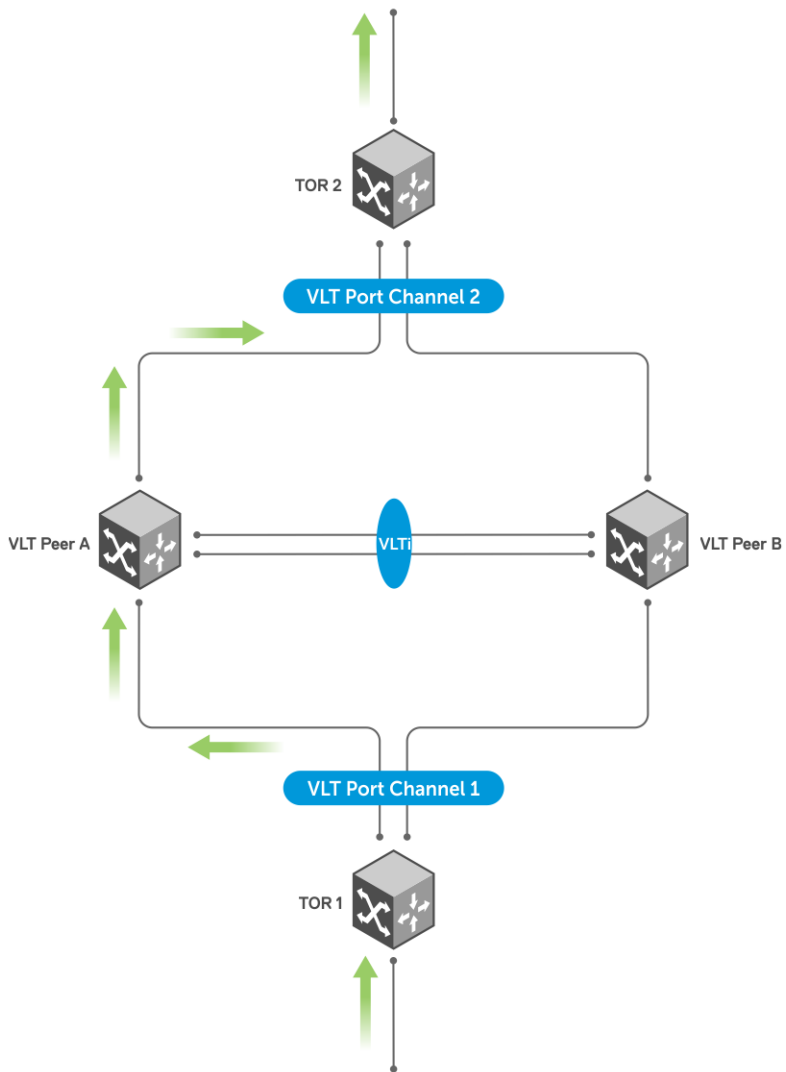 TOR 2
VLT Port Channel 2
VLT Peer A
VLTi
VLT Peer B
VLT Port Channel 1
TOR 1